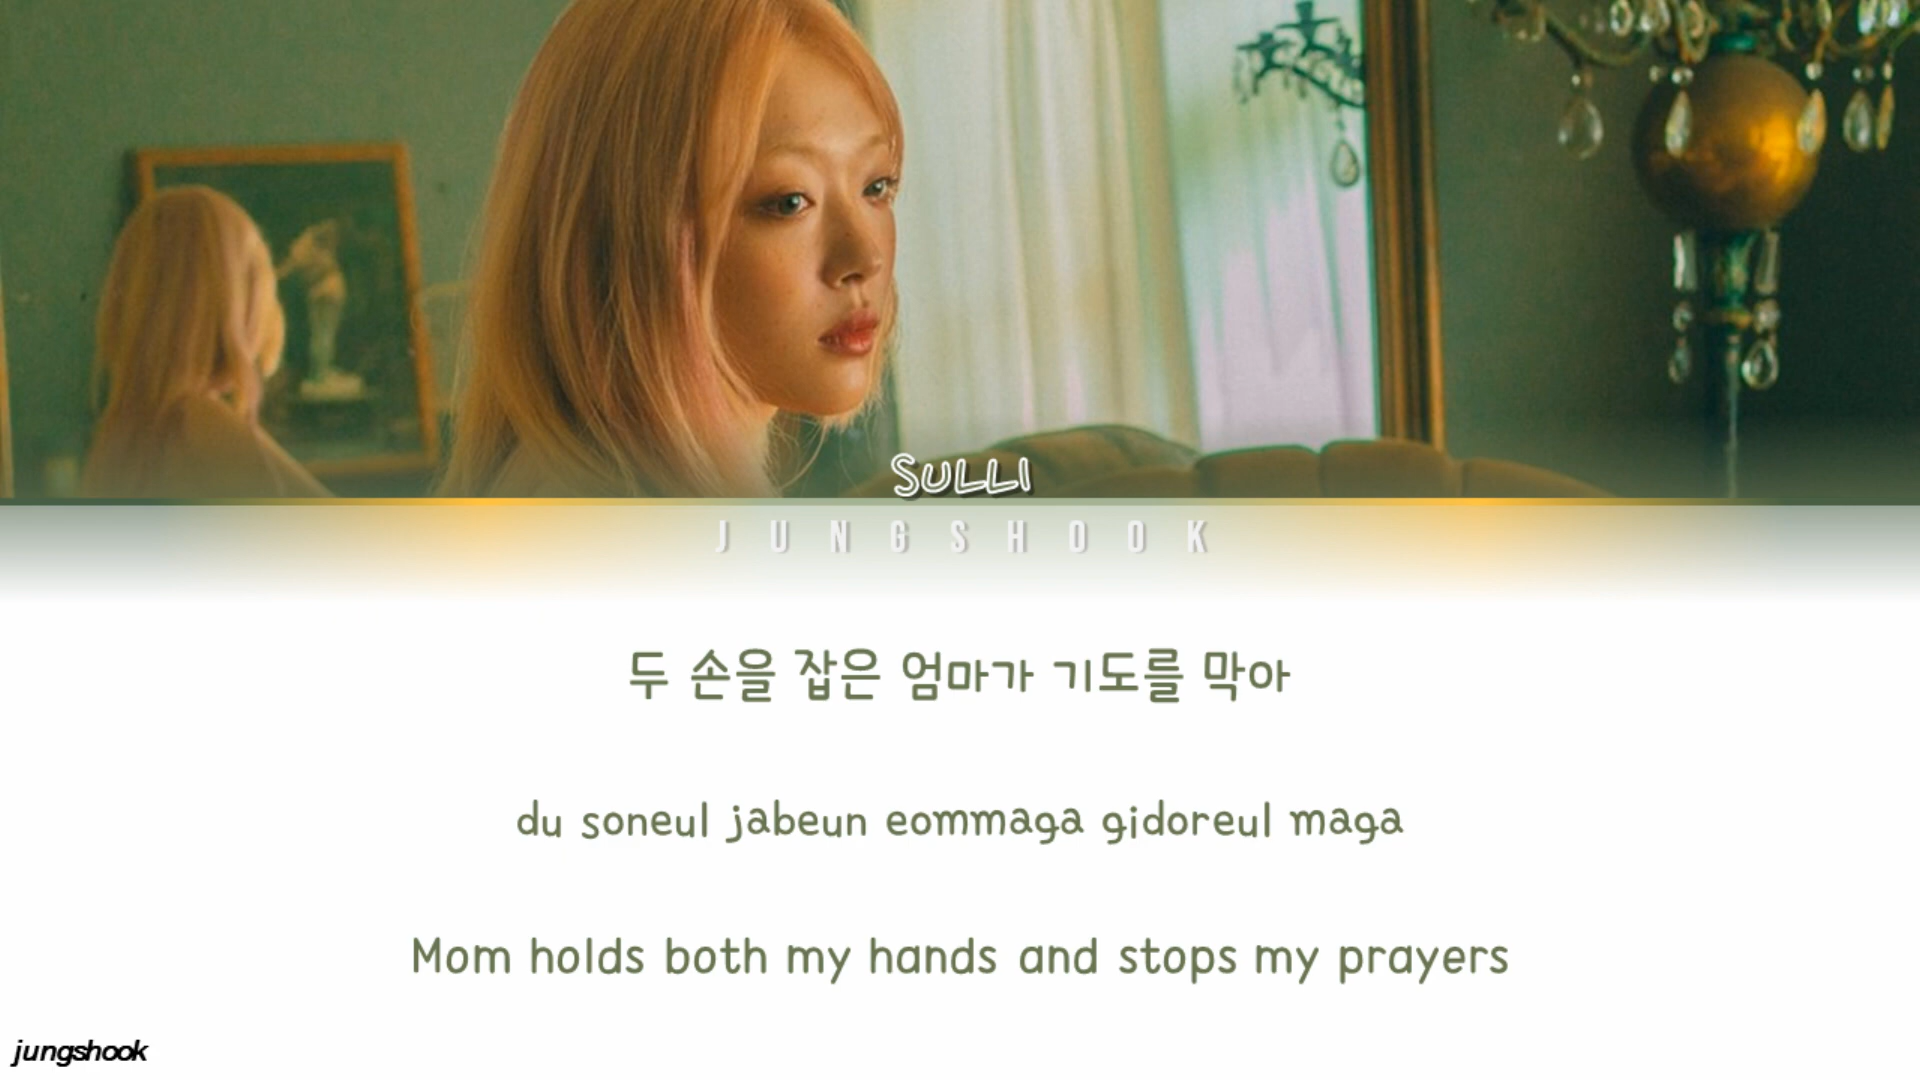 SULLI
JUNGSHOOK
두 손을 잡은 엄마가 기도를 막아
du soneul jabeun eommaga gidoreul maga
Mom holds both my hands and stops my prayers
jungshook